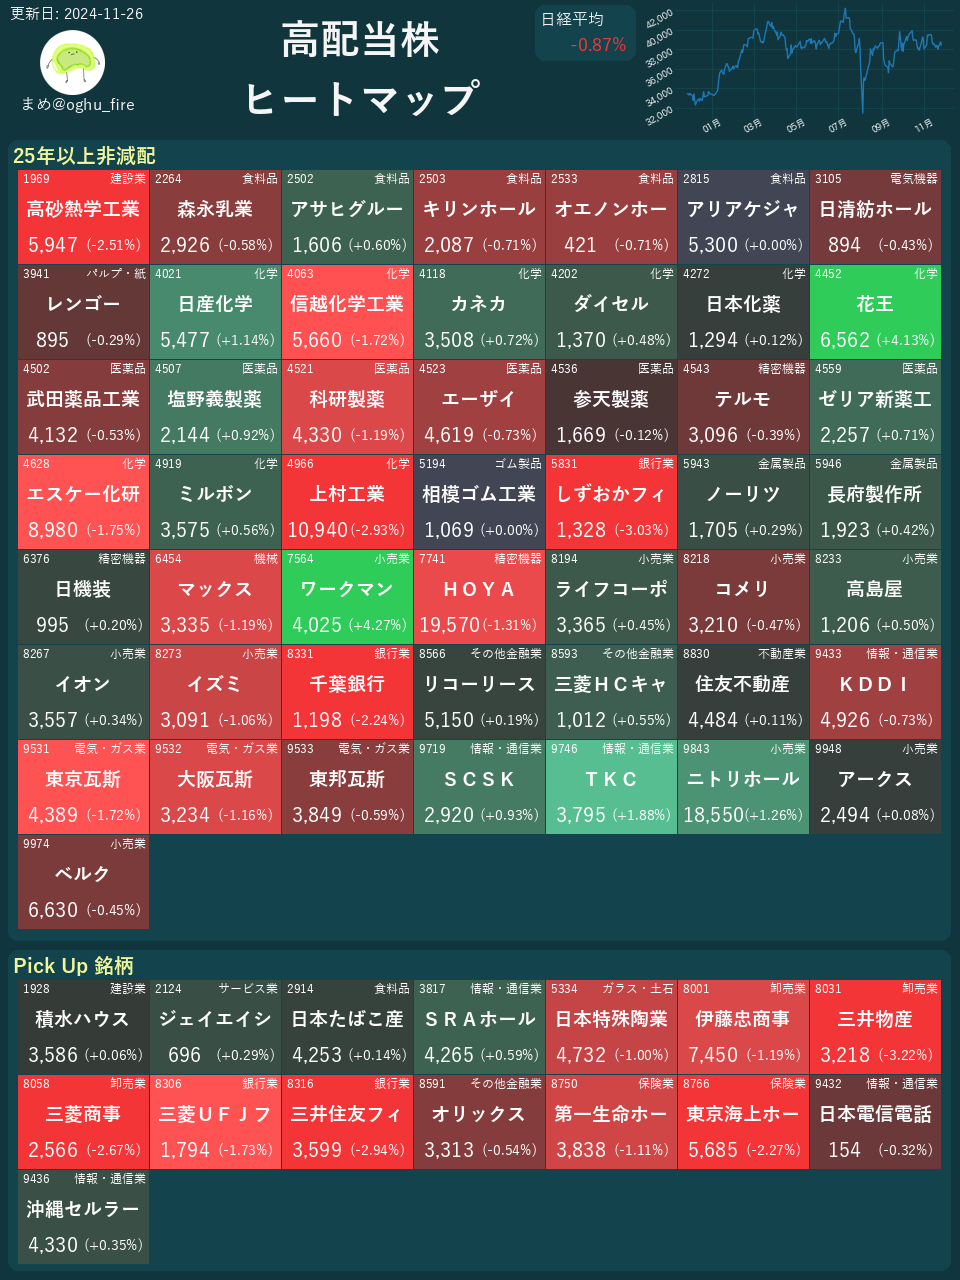 更新日: 2024-11-26
まめ@oghu_fire
高配当株
ヒートマップ
日経平均
-0.87%
42,000
40,000
38,000
36,000
34,000
32,000
01月 03月 05月 07月 09月 11月
25年以上非減配
1969 建設業 2264 食料品 2502 食料品 2503 食料品 2533 食料品 2815 食料品 3105 電気機器
高砂熱学工業 森永乳業 アサヒグルー キリンホール オエノンホー アリアケジャ 日清紡ホール
5,947 (-2.51%) 2,926 (-0.58%) 1,606 (+0.60%) 2,087 (-0.71%) 421 (-0.71%) 5,300 (+0.00%) 894 (-0.43%)
3941 パルプ・紙 4021 化学 4063 化学 4118 化学 4202 化学 4272 化学 4452 化学
レンゴー 日産化学 信越化学工業 カネカ ダイセル 日本化薬 花王
895 (-0.29%) 5,477 (+1.14%) 5,660 (-1.72%) 3,508 (+0.72%) 1,370 (+0.48%) 1,294 (+0.12%) 6,562 (+4.13%)
4502 医薬品 4507 医薬品 4521 医薬品 4523 医薬品 4536 医薬品 4543 精密機器 4559 医薬品
武田薬品工業 塩野義製薬 科研製薬 エーザイ 参天製薬 テルモ ゼリア新薬工
4,132 (-0.53%) 2,144 (+0.92%) 4,330 (-1.19%) 4,619 (-0.73%) 1,669 (-0.12%) 3,096 (-0.39%) 2,257 (+0.71%)
4628 化学 4919 化学 4966 化学 5194 ゴム製品 5831 銀行業 5943 金属製品 5946 金属製品
エスケー化研 ミルボン 上村工業 相模ゴム工業 しずおかフィ ノーリツ 長府製作所
8,980 (-1.75%) 3,575 (+0.56%) 10,940 (-2.93%) 1,069 (+0.00%) 1,328 (-3.03%) 1,705 (+0.29%) 1,923 (+0.42%)
6376 精密機器 6454 機械 7564 小売業 7741 精密機器 8194 小売業 8218 小売業 8233 小売業
日機装 マックス ワークマン ＨＯＹＡ ライフコーポ コメリ 高島屋
995 (+0.20%) 3,335 (-1.19%) 4,025 (+4.27%) 19,570 (-1.31%) 3,365 (+0.45%) 3,210 (-0.47%) 1,206 (+0.50%)
8267 小売業 8273 小売業 8331 銀行業 8566 その他金融業 8593 その他金融業 8830 不動産業 9433 情報・通信業
イオン イズミ 千葉銀行 リコーリース 三菱ＨＣキャ 住友不動産 ＫＤＤＩ
3,557 (+0.34%) 3,091 (-1.06%) 1,198 (-2.24%) 5,150 (+0.19%) 1,012 (+0.55%) 4,484 (+0.11%) 4,926 (-0.73%)
9531 電気・ガス業 9532 電気・ガス業 9533 電気・ガス業 9719 情報・通信業 9746 情報・通信業 9843 小売業 9948 小売業
東京瓦斯 大阪瓦斯 東邦瓦斯 ＳＣＳＫ ＴＫＣ ニトリホール アークス
4,389 (-1.72%) 3,234 (-1.16%) 3,849 (-0.59%) 2,920 (+0.93%) 3,795 (+1.88%) 18,550 (+1.26%) 2,494 (+0.08%)
9974 小売業
ベルク
6,630 (-0.45%)
Pick Up 銘柄
1928 建設業 2124 サービス業 2914 食料品 3817 情報・通信業 5334 ガラス・土石 8001 卸売業 8031 卸売業
積水ハウス ジェイエイシ 日本たばこ産 ＳＲＡホール 日本特殊陶業 伊藤忠商事 三井物産
3,586 (+0.06%) 696 (+0.29%) 4,253 (+0.14%) 4,265 (+0.59%) 4,732 (-1.00%) 7,450 (-1.19%) 3,218 (-3.22%)
8058 卸売業 8306 銀行業 8316 銀行業 8591 その他金融業 8750 保険業 8766 保険業 9432 情報・通信業
三菱商事 三菱ＵＦＪフ 三井住友フィ オリックス 第一生命ホー 東京海上ホー 日本電信電話
2,566 (-2.67%) 1,794 (-1.73%) 3,599 (-2.94%) 3,313 (-0.54%) 3,838 (-1.11%) 5,685 (-2.27%) 154 (-0.32%)
9436 情報・通信業
沖縄セルラー
4,330 (+0.35%)